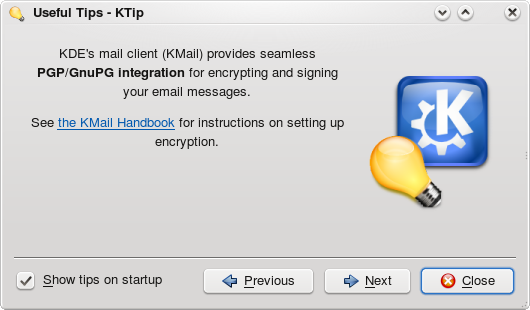 Useful Tips - KTip
KDE's mail client (KMail) provides seamless
PGP/GnuPG integration for encrypting and signing
your email messages.
See the KMail Handbook for instructions on setting up
encryption.
K
Show tips on startup
Previous
Next
Close